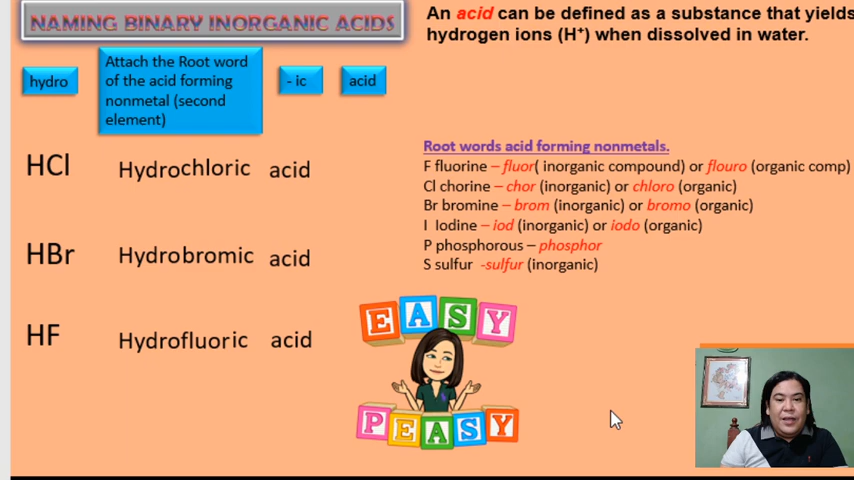 NAMING BINARY INORGANIC ACIDS
An acid can be defined as a substance that yields
hydrogen ions (H⁺) when dissolved in water.
hydro
Attach the Root word
of the acid forming
nonmetal (second
element)
- ic
acid
HCl Hydrochloric acid
HBr Hydrobromic acid
HF Hydrofluoric acid
Root words acid forming nonmetals.
F fluorine – fluor( inorganic compound) or flouro (organic comp)
Cl chorine – chor (inorganic) or chloro (organic)
Br bromine – brom (inorganic) or bromo (organic)
I Iodine – iod (inorganic) or iodo (organic)
P phosphorous – phosphor
S sulfur -sulfur (inorganic)
EASY
PEASY